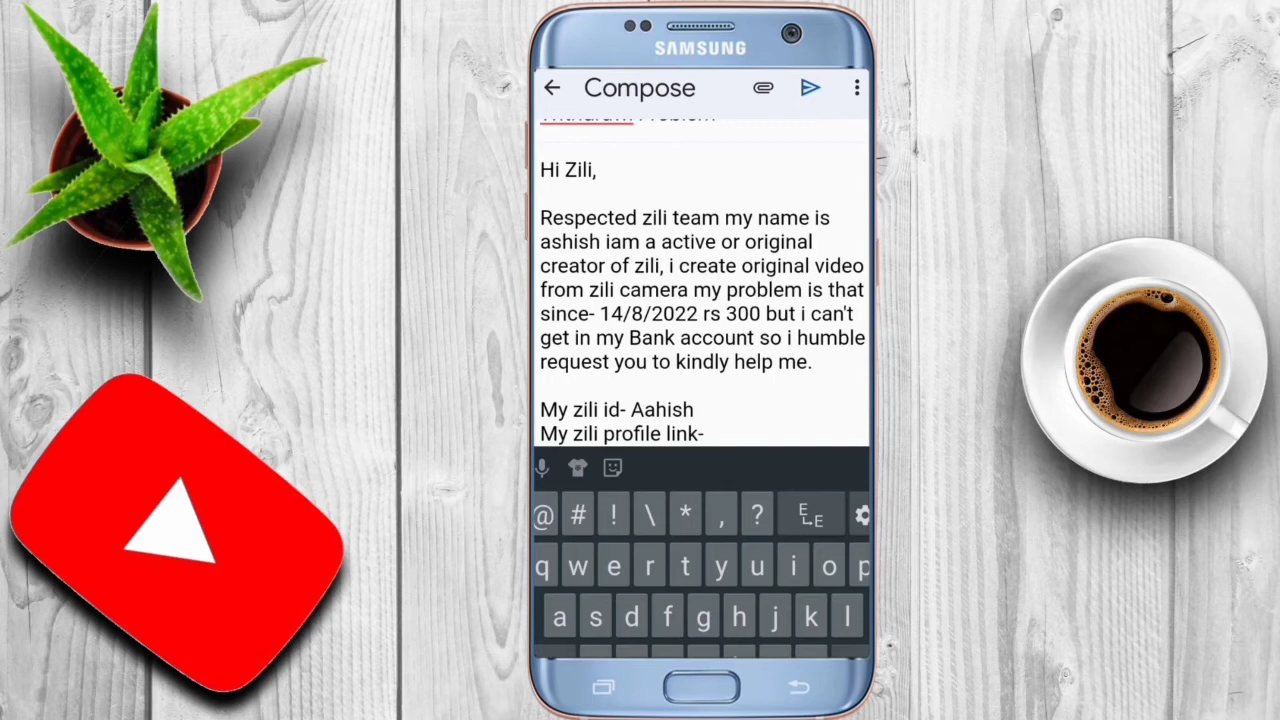 SAMSUNG
Compose
Problem
Hi Zili,
Respected zili team my name is
ashish iam a active or original
creator of zili, i create original video
from zili camera my problem is that
since- 14/8/2022 rs 300 but i can't
get in my Bank account so i humble
request you to kindly help me.
My zili id- Aahish
My zili profile link-
@ # ! \ * , ? E E
q w e r t y u i o p
a s d f g h j k l